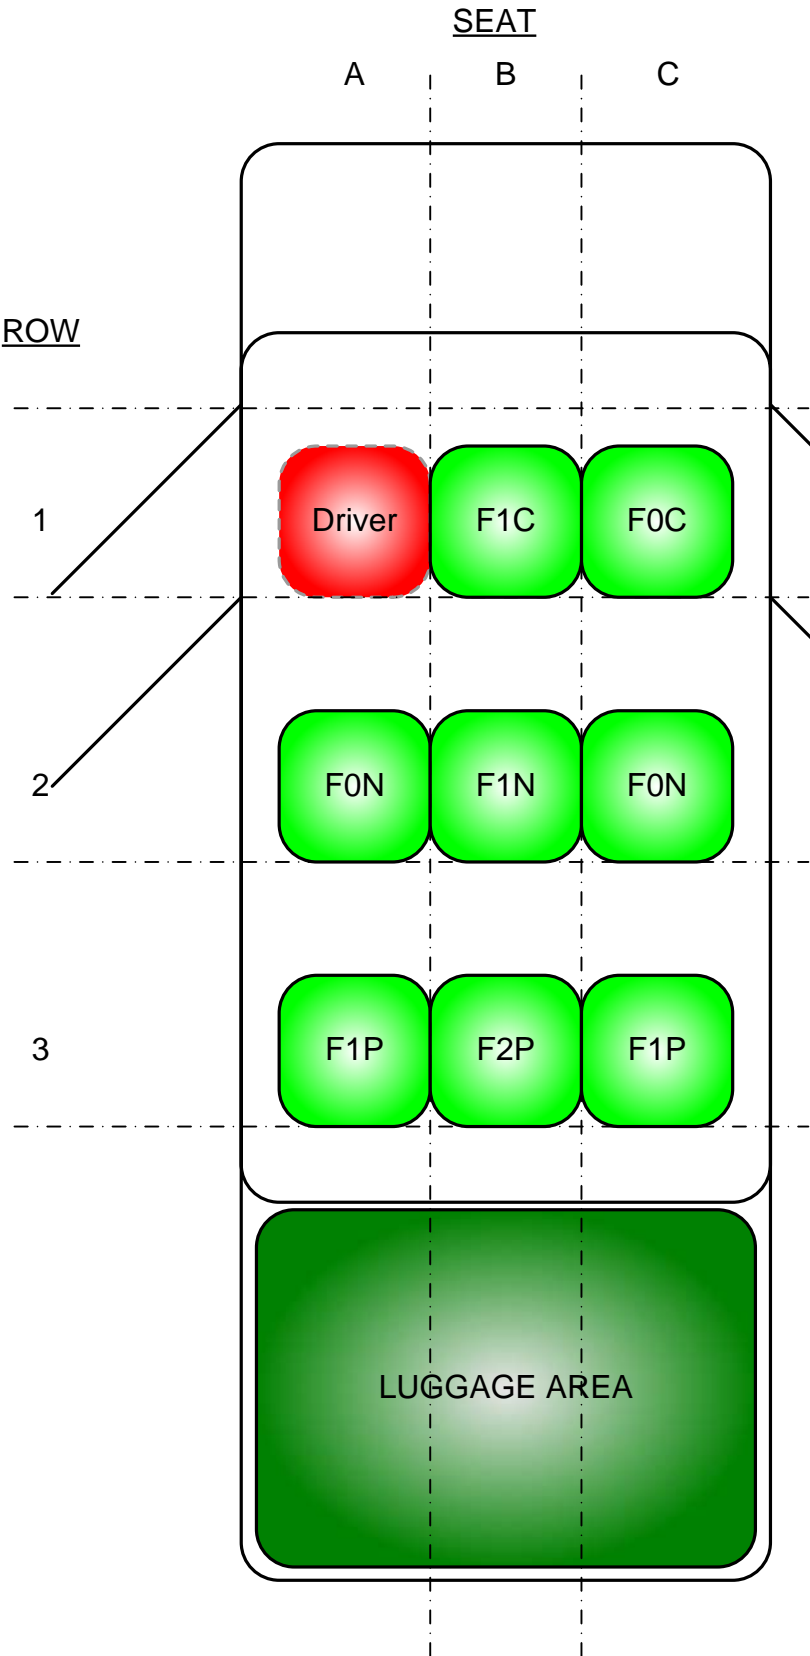 SEAT
A B C
ROW
1 Driver F1C F0C
2 F0N F1N F0N
3 F1P F2P F1P
LUGGAGE AREA